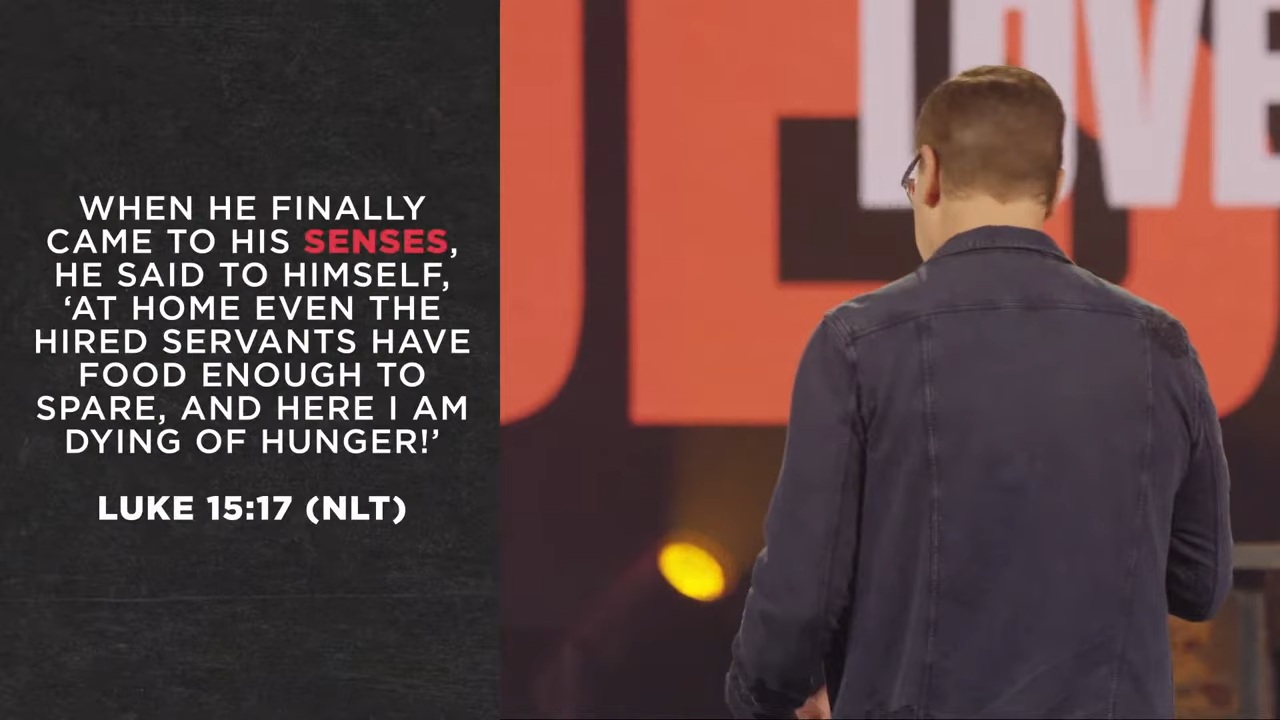 WHEN HE FINALLY
CAME TO HIS SENSES,
HE SAID TO HIMSELF,
‘AT HOME EVEN THE
HIRED SERVANTS HAVE
FOOD ENOUGH TO
SPARE, AND HERE I AM
DYING OF HUNGER!’
LUKE 15:17 (NLT)